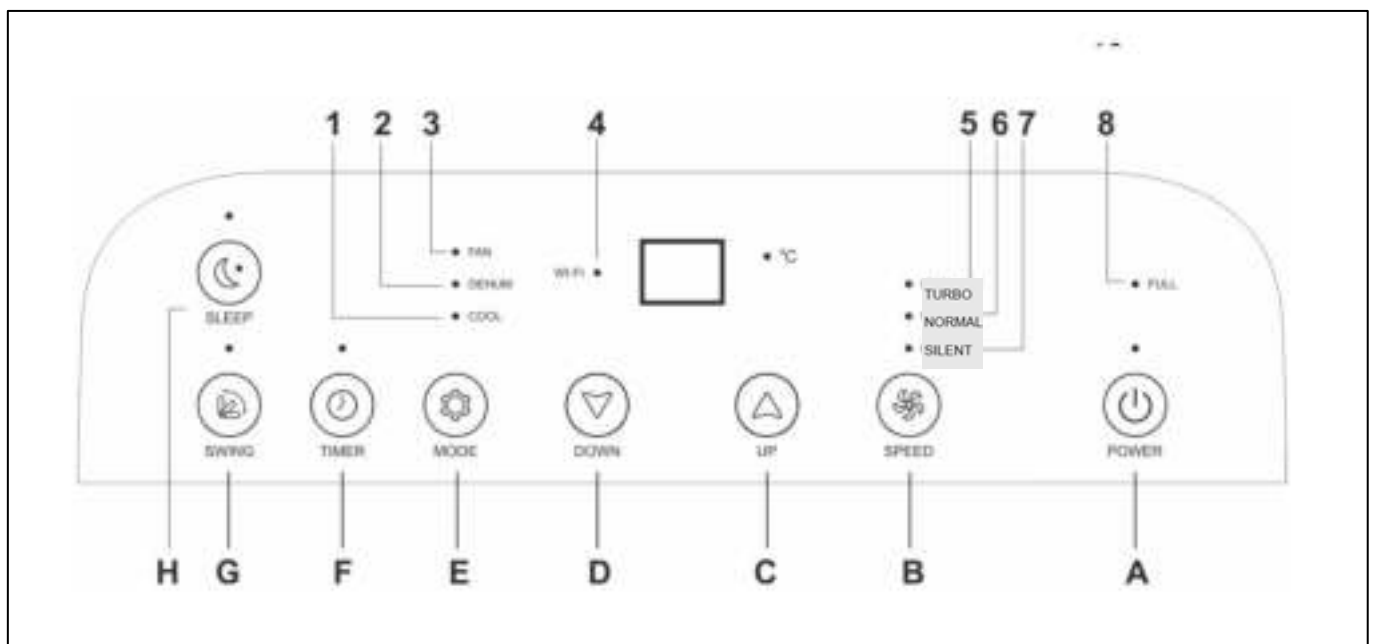 1 2 3 4 5 6 7 8
FAN
WI-FI
°C
DEHUM
TURBO
FULL
SLEEP
COOL
NORMAL
SILENT
SWING TIMER MODE DOWN UP SPEED POWER
H G F E D C B A